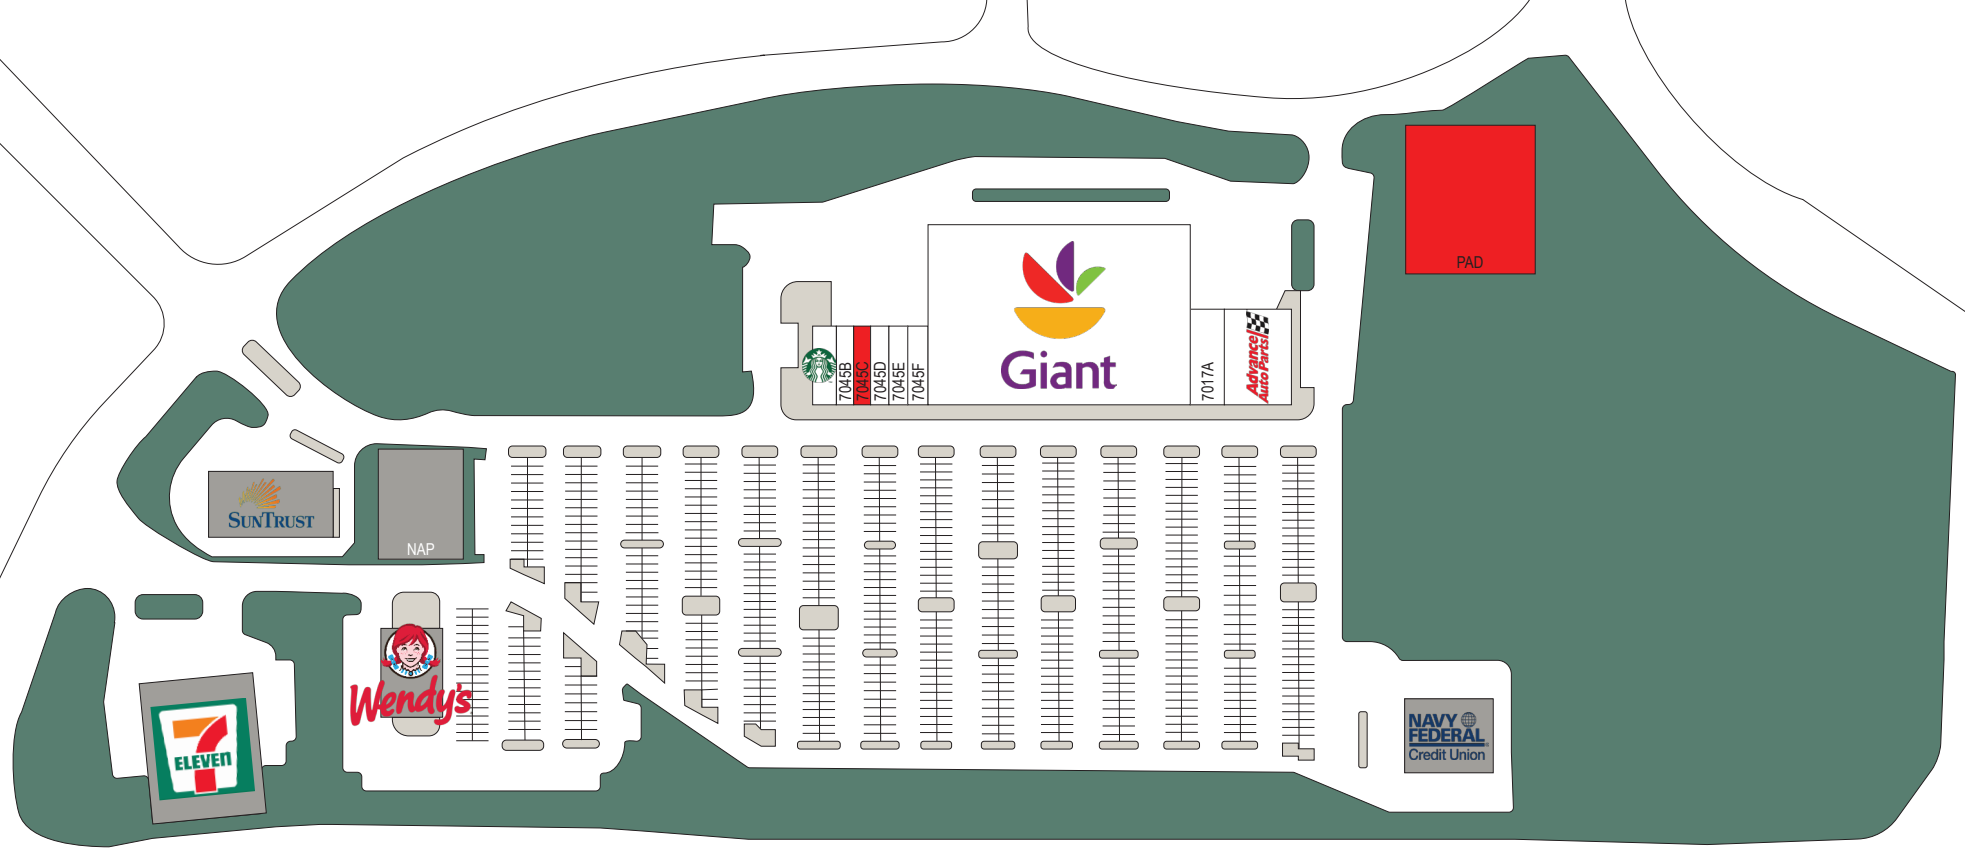 PAD
Giant
7045B
7045C
7045D
7045E
7045F
7017A
Advance
Auto Parts
SUNTRUST
NAP
Wendy's
7
ELEVEN
NAVY
FEDERAL
Credit Union